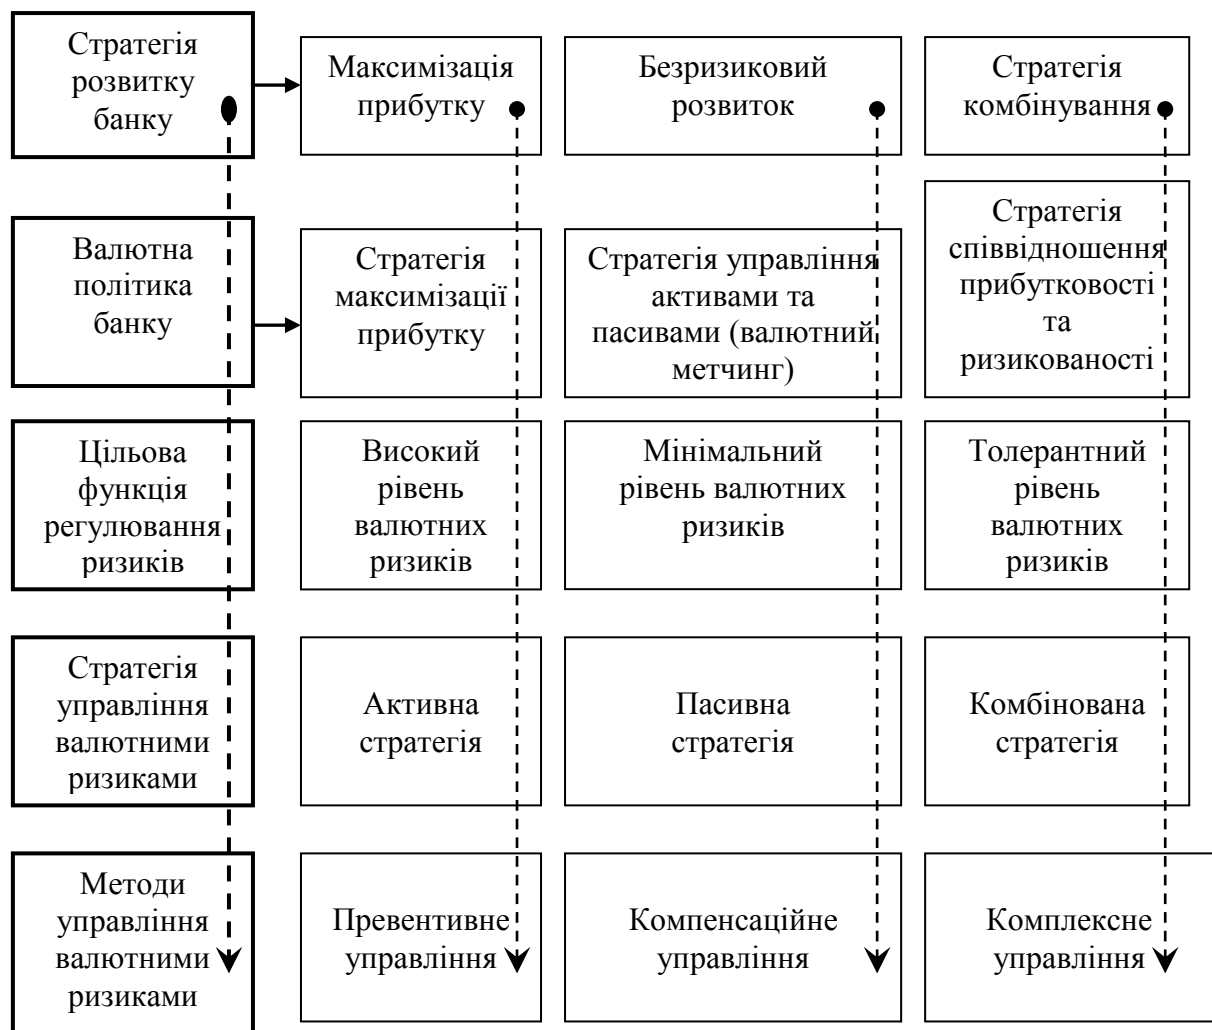 Стратегія
розвитку
банку
Максимізація
прибутку
Безризиковий
розвиток
Стратегія
комбінування
Валютна
політика
банку
Стратегія
максимізації
прибутку
Стратегія управління
активами та
пасивами (валютний
метчинг)
Стратегія
співвідношення
прибутковості
та
ризикованості
Цільова
функція
регулювання
ризиків
Високий
рівень
валютних
ризиків
Мінімальний
рівень валютних
ризиків
Толерантний
рівень
валютних
ризиків
Стратегія
управління
валютними
ризиками
Активна
стратегія
Пасивна
стратегія
Комбінована
стратегія
Методи
управління
валютними
ризиками
Превентивне
управління
Компенсаційне
управління
Комплексне
управління